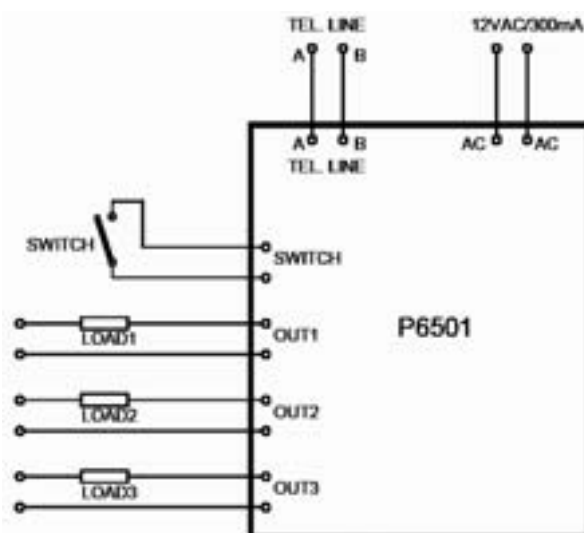 TEL. LINE 12VAC/300mA
A B
A B AC AC
TEL. LINE
SWITCH
SWITCH
P6501
LOAD1 OUT1
LOAD2 OUT2
LOAD3 OUT3